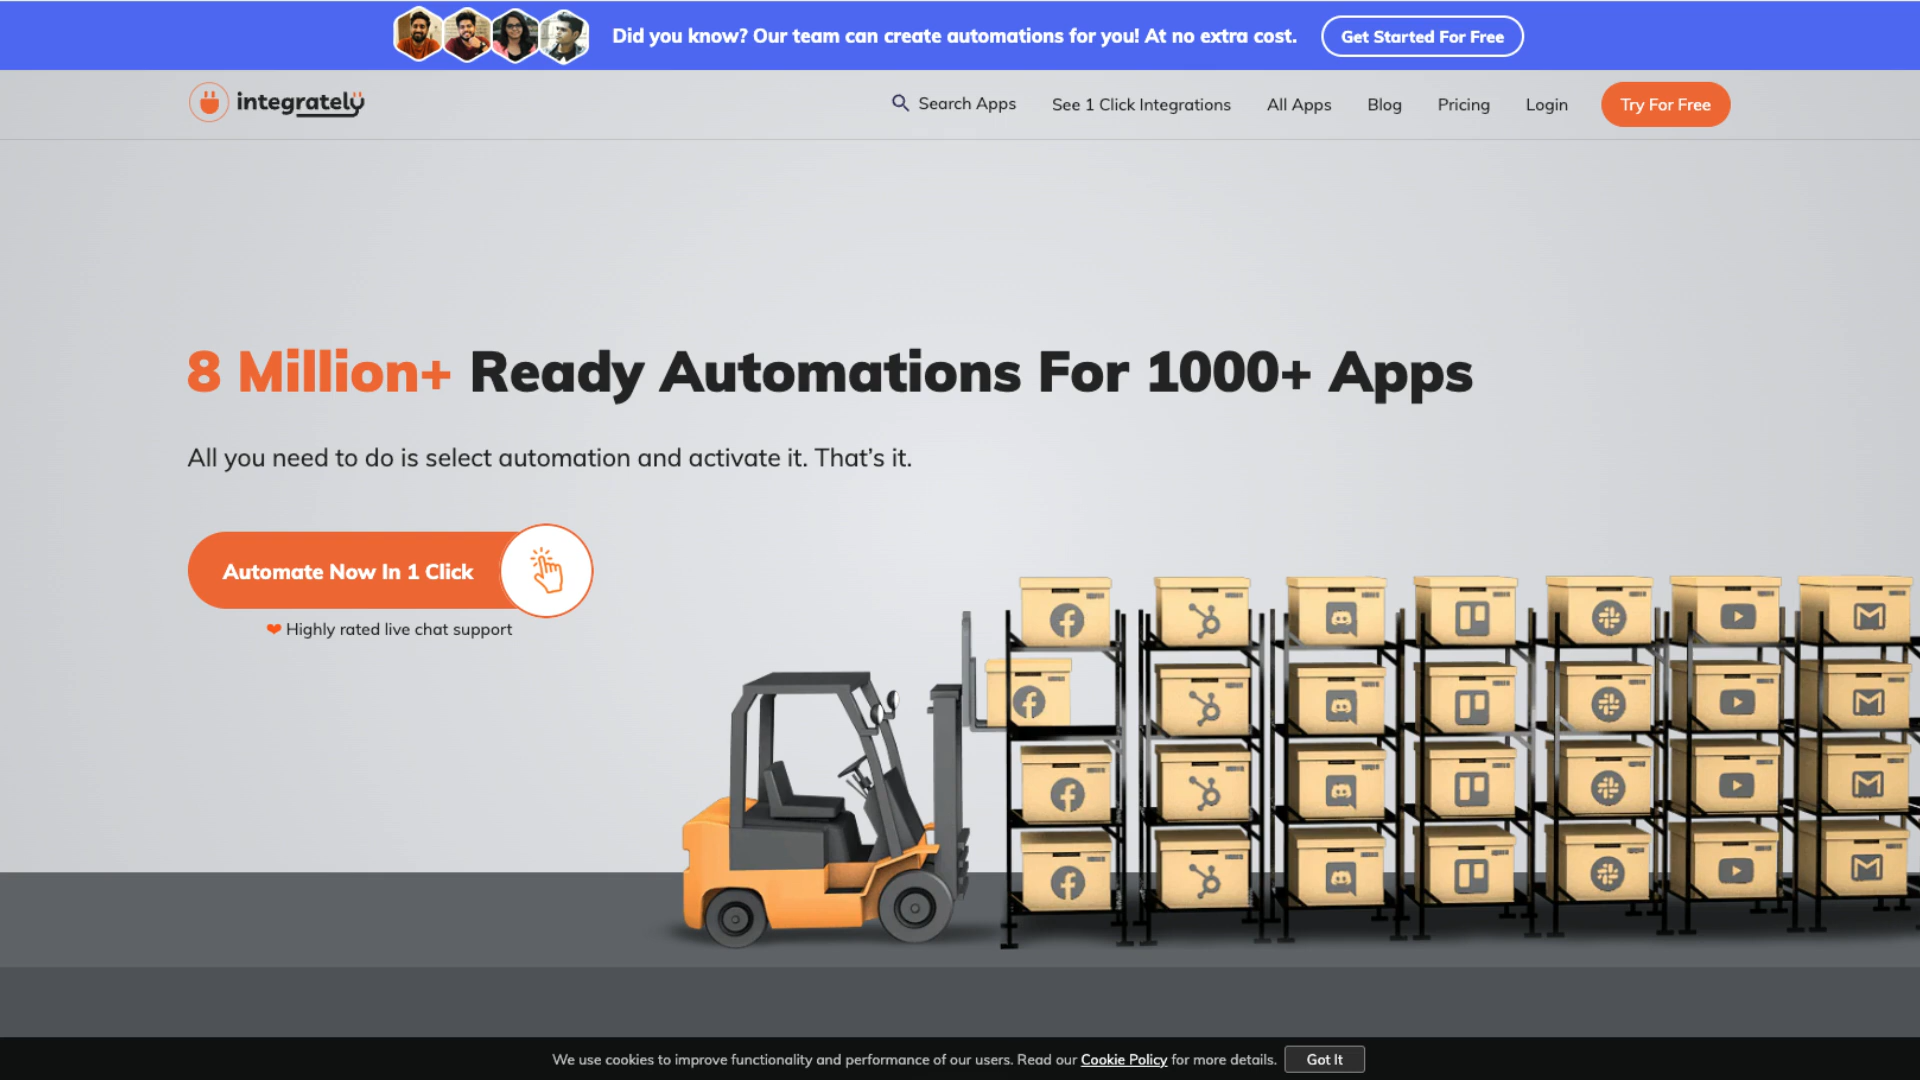 Did you know? Our team can create automations for you! At no extra cost.
Get Started For Free
integrately
Search Apps
See 1 Click Integrations
All Apps
Blog
Pricing
Login
Try For Free
8 Million+ Ready Automations For 1000+ Apps
All you need to do is select automation and activate it. That's it.
Automate Now In 1 Click
❤ Highly rated live chat support
We use cookies to improve functionality and performance of our users. Read our Cookie Policy for more details.
Got It